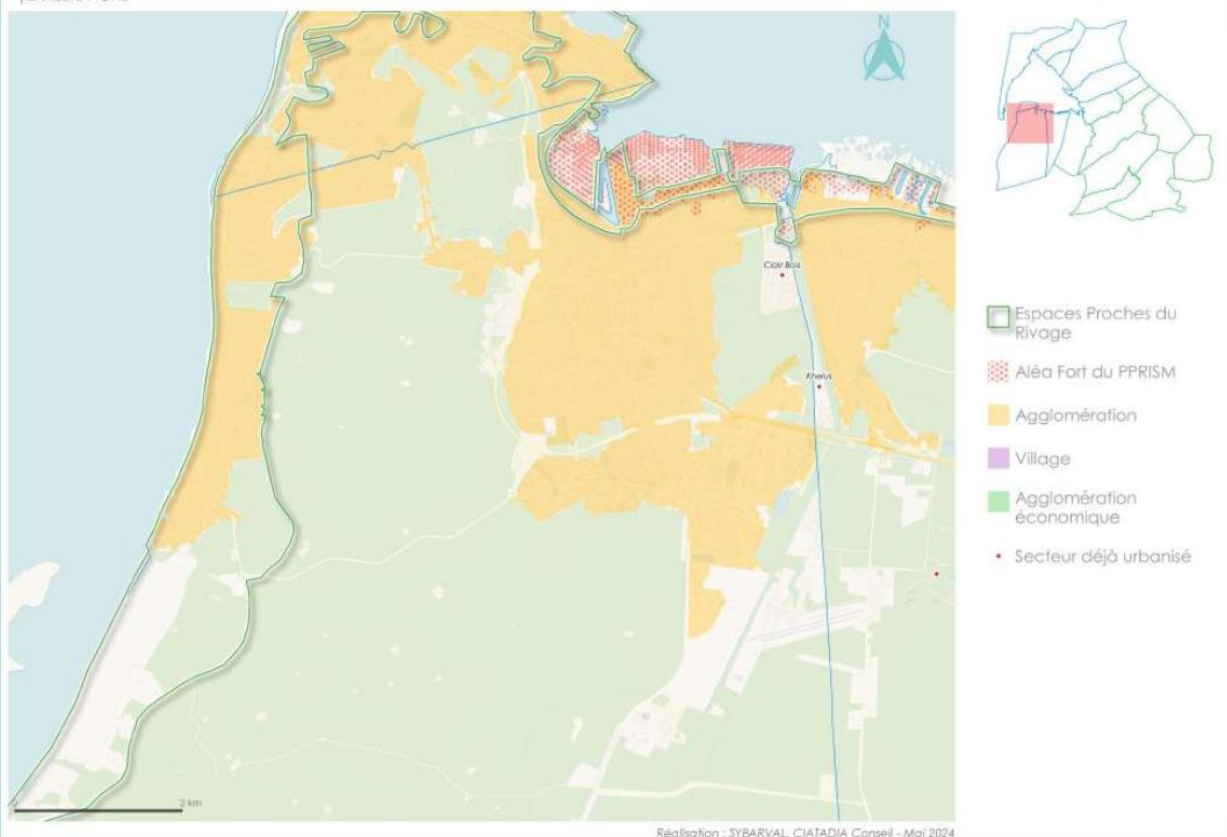 N
Clair Bois
Khelus
0
2 km
Espaces Proches du
Rivage
Aléa Fort du PPRISM
Agglomération
Village
Agglomération
économique
Secteur déjà urbanisé
Réalisation : SYBARVAL, CIATADIA Conseil - Mai 2024